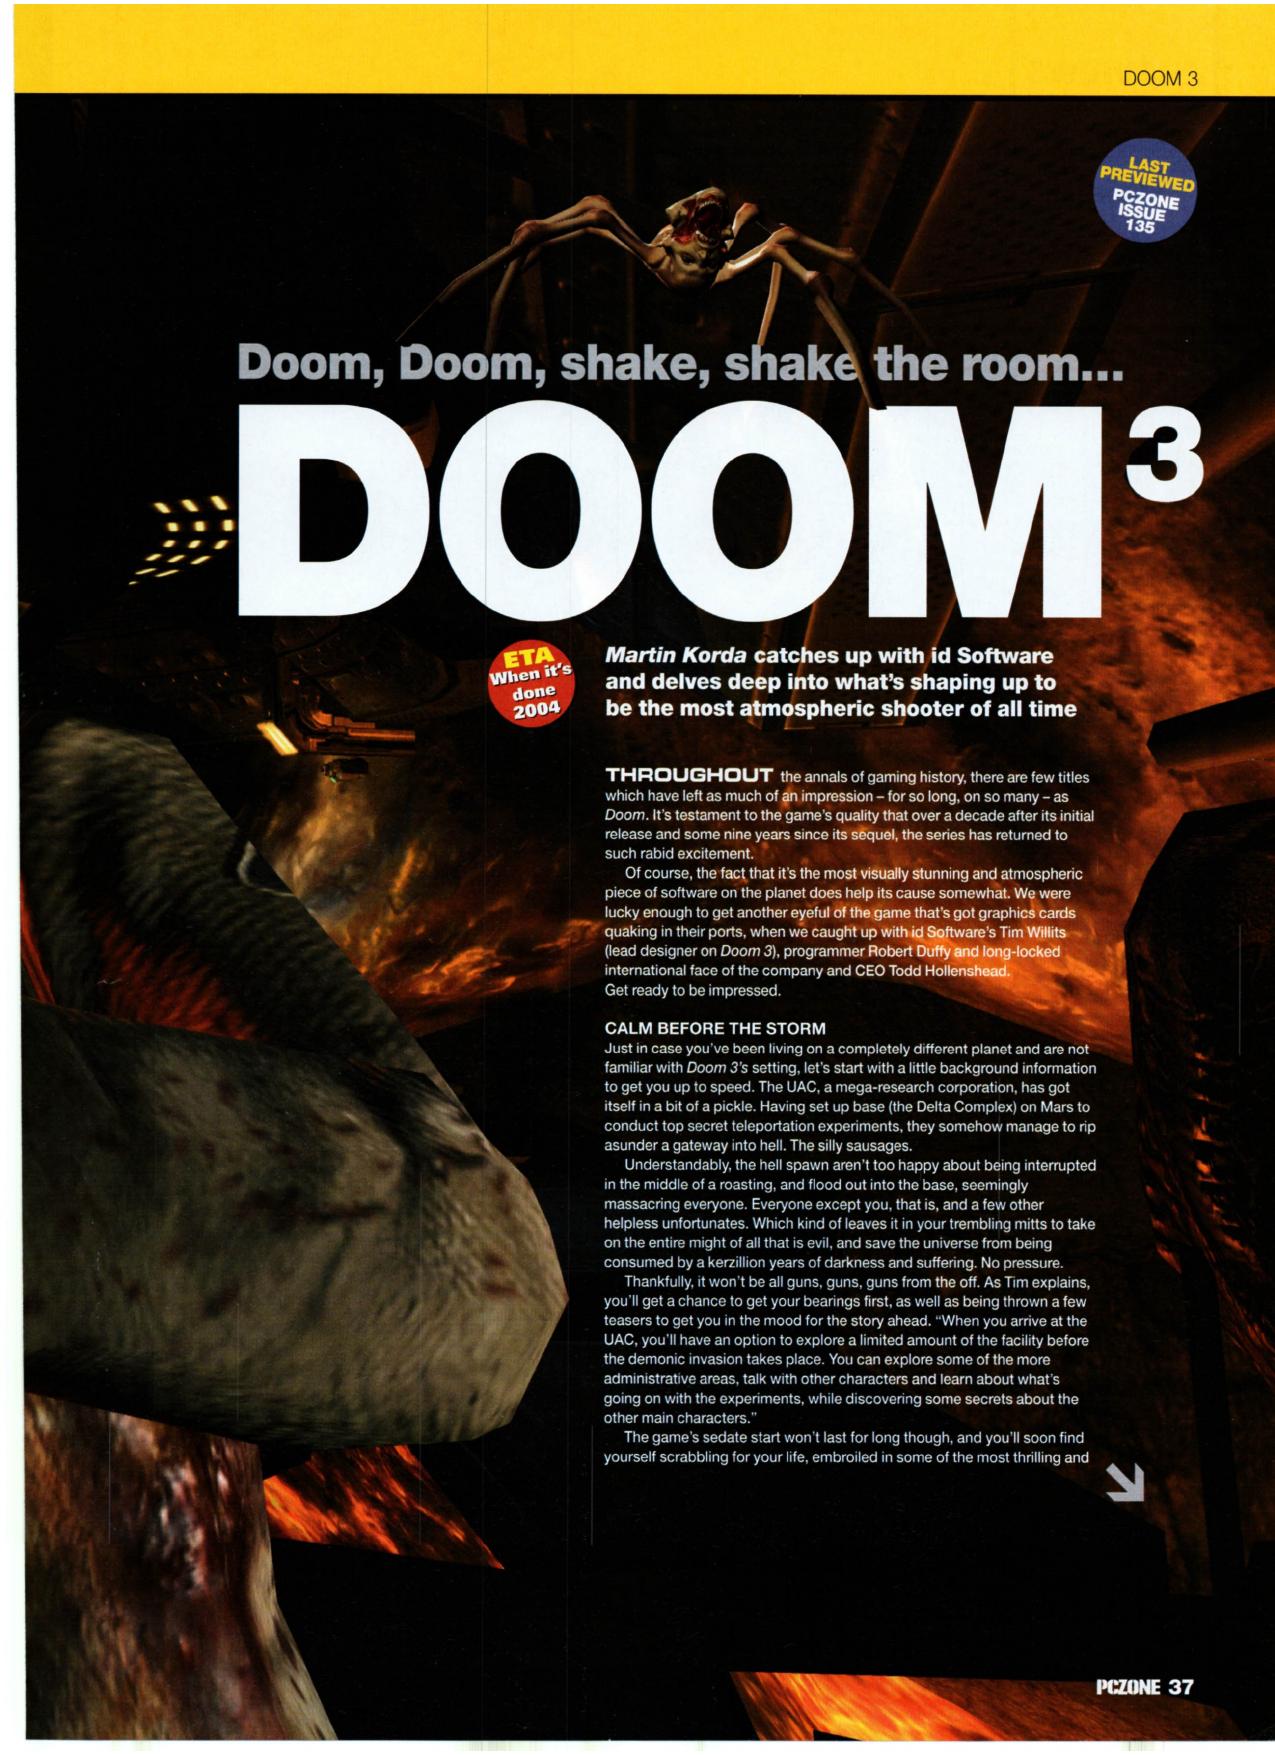 DOOM 3
LAST
PREVIEWED
PCZONE
ISSUE
135
Doom, Doom, shake, shake the room...
DOOM³
ETA
When it's
done
2004
Martin Korda catches up with id Software
and delves deep into what's shaping up to
be the most atmospheric shooter of all time
THROUGHOUT the annals of gaming history, there are few titles
which have left as much of an impression – for so long, on so many – as
Doom. It's testament to the game's quality that over a decade after its initial
release and some nine years since its sequel, the series has returned to
such rabid excitement.
Of course, the fact that it's the most visually stunning and atmospheric
piece of software on the planet does help its cause somewhat. We were
lucky enough to get another eyeful of the game that's got graphics cards
quaking in their ports, when we caught up with id Software's Tim Willits
(lead designer on Doom 3), programmer Robert Duffy and long-locked
international face of the company and CEO Todd Hollenshead.
Get ready to be impressed.
CALM BEFORE THE STORM
Just in case you've been living on a completely different planet and are not
familiar with Doom 3's setting, let's start with a little background information
to get you up to speed. The UAC, a mega-research corporation, has got
itself in a bit of a pickle. Having set up base (the Delta Complex) on Mars to
conduct top secret teleportation experiments, they somehow manage to rip
asunder a gateway into hell. The silly sausages.
Understandably, the hell spawn aren't too happy about being interrupted
in the middle of a roasting, and flood out into the base, seemingly
massacring everyone. Everyone except you, that is, and a few other
helpless unfortunates. Which kind of leaves it in your trembling mitts to take
on the entire might of all that is evil, and save the universe from being
consumed by a kerzillion years of darkness and suffering. No pressure.
Thankfully, it won't be all guns, guns, guns from the off. As Tim explains,
you'll get a chance to get your bearings first, as well as being thrown a few
teasers to get you in the mood for the story ahead. "When you arrive at the
UAC, you'll have an option to explore a limited amount of the facility before
the demonic invasion takes place. You can explore some of the more
administrative areas, talk with other characters and learn about what's
going on with the experiments, while discovering some secrets about the
other main characters."
The game's sedate start won't last for long though, and you'll soon find
yourself scrabbling for your life, embroiled in some of the most thrilling and
PCZONE 37